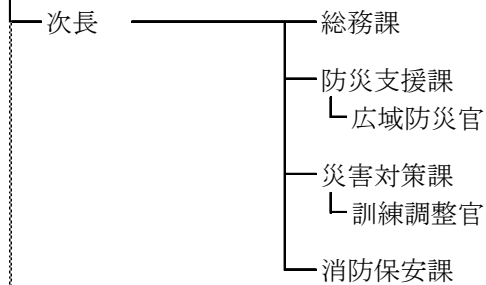 次長
総務課
防災支援課
広域防災官
災害対策課
訓練調整官
消防保安課